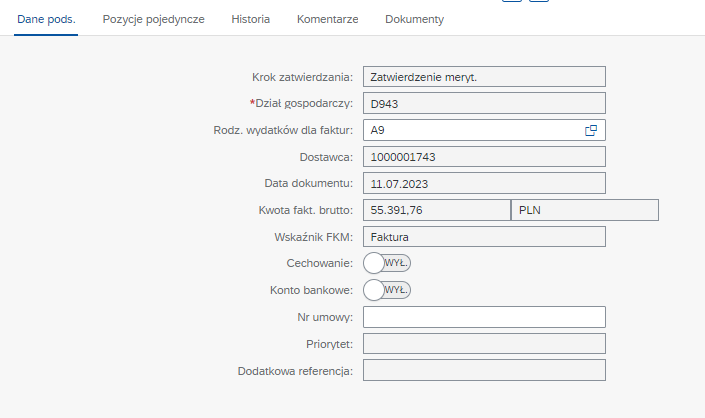 Dane pods. Pozycje pojedyncze Historia Komentarze Dokumenty
Krok zatwierdzania: Zatwierdzenie meryt.
*Dział gospodarczy: D943
Rodz. wydatków dla faktur: A9
Dostawca: 1000001743
Data dokumentu: 11.07.2023
Kwota fakt. brutto: 55.391,76 PLN
Wskaźnik FKM: Faktura
Cechowanie: WYŁ.
Konto bankowe: WYŁ.
Nr umowy:
Priorytet:
Dodatkowa referencja: